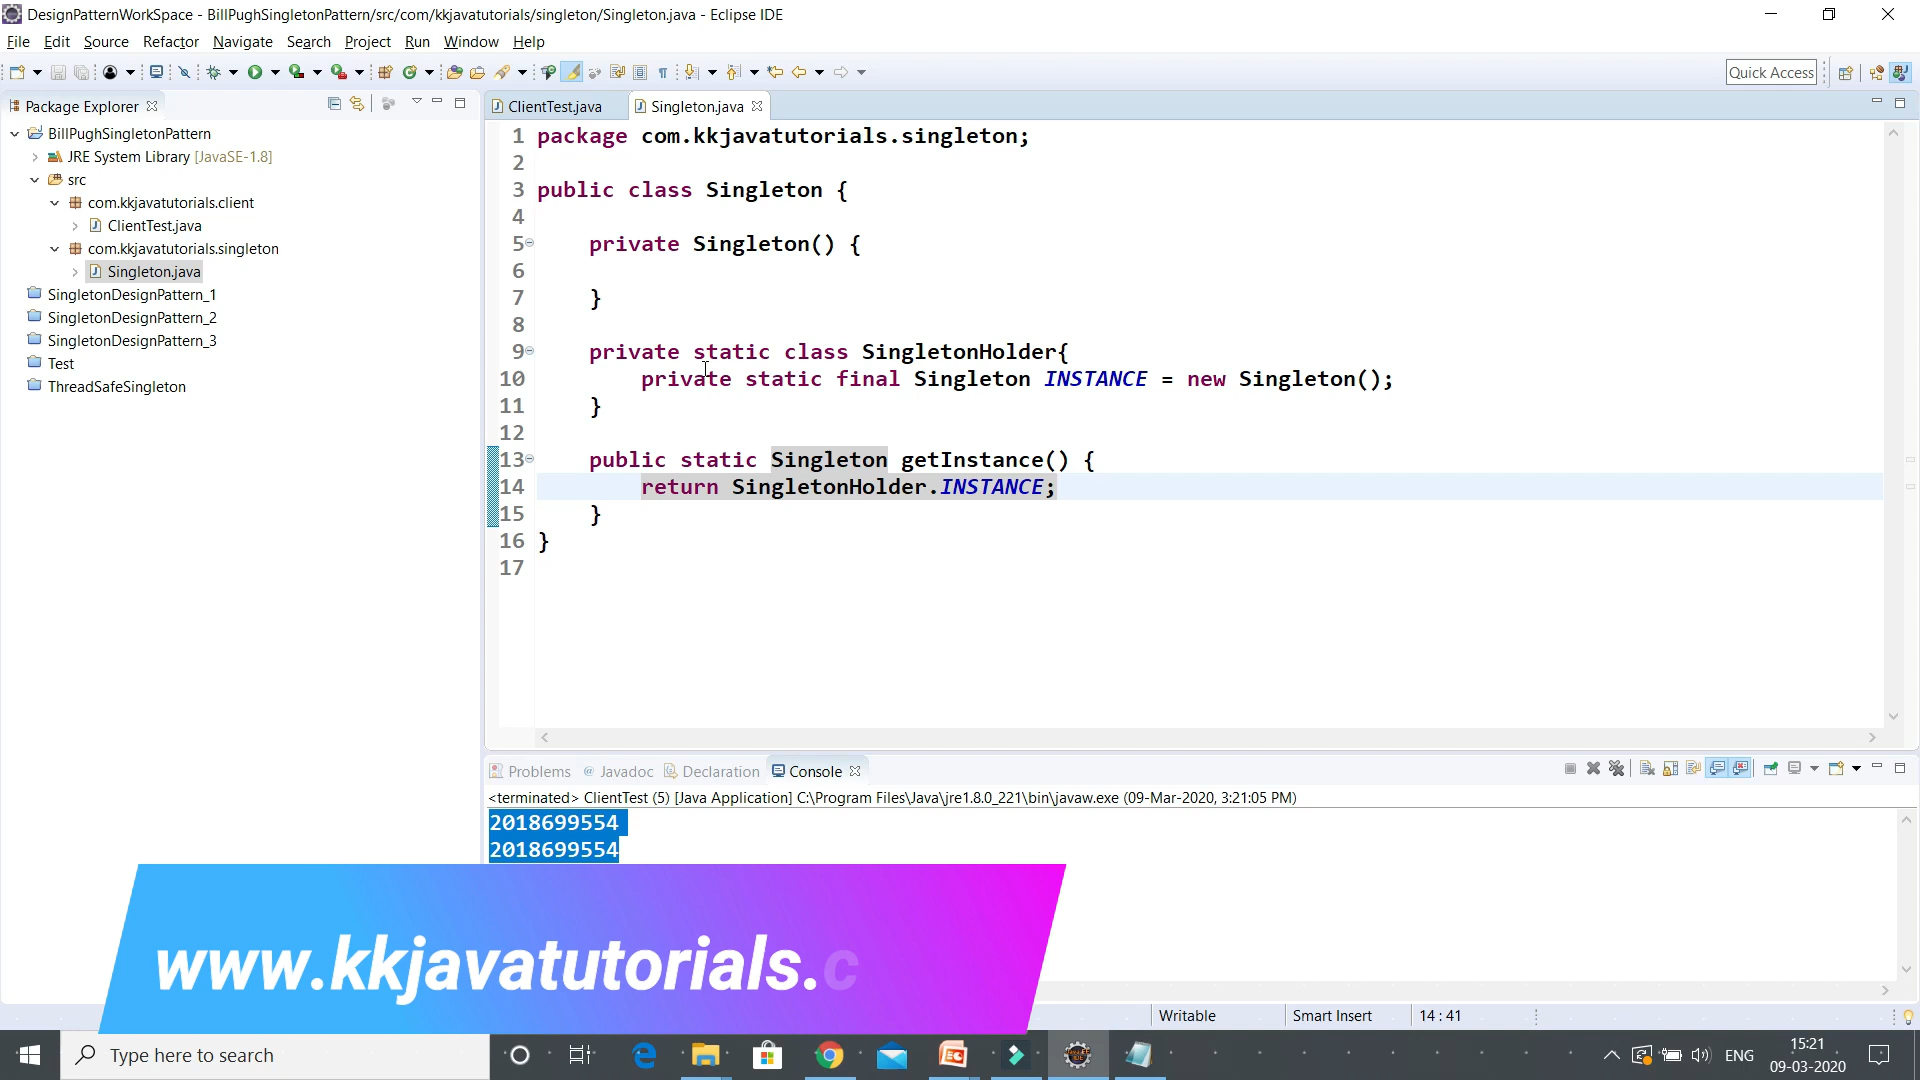 DesignPatternWorkSpace - BillPughSingletonPattern/src/com/kkjavatutorials/singleton/Singleton.java - Eclipse IDE
File Edit Source Refactor Navigate Search Project Run Window Help
Quick Access
Package Explorer
BillPughSingletonPattern
JRE System Library [JavaSE-1.8]
src
com.kkjavatutorials.client
ClientTest.java
com.kkjavatutorials.singleton
Singleton.java
SingletonDesignPattern_1
SingletonDesignPattern_2
SingletonDesignPattern_3
Test
ThreadSafeSingleton
ClientTest.java Singleton.java
1 package com.kkjavatutorials.singleton;
2
3 public class Singleton {
4
5 private Singleton() {
6
7 }
8
9 private static class SingletonHolder{
10 private static final Singleton INSTANCE = new Singleton();
11 }
12
13 public static Singleton getInstance() {
14 return SingletonHolder.INSTANCE;
15 }
16 }
17
Problems Javadoc Declaration Console
<terminated> ClientTest (5) [Java Application] C:\Program Files\Java\jre1.8.0_221\bin\javaw.exe (09-Mar-2020, 3:21:05 PM)
2018699554
2018699554
www.kkjavatutorials.c
Writable Smart Insert 14 : 41
Type here to search
ENG
15:21
09-03-2020